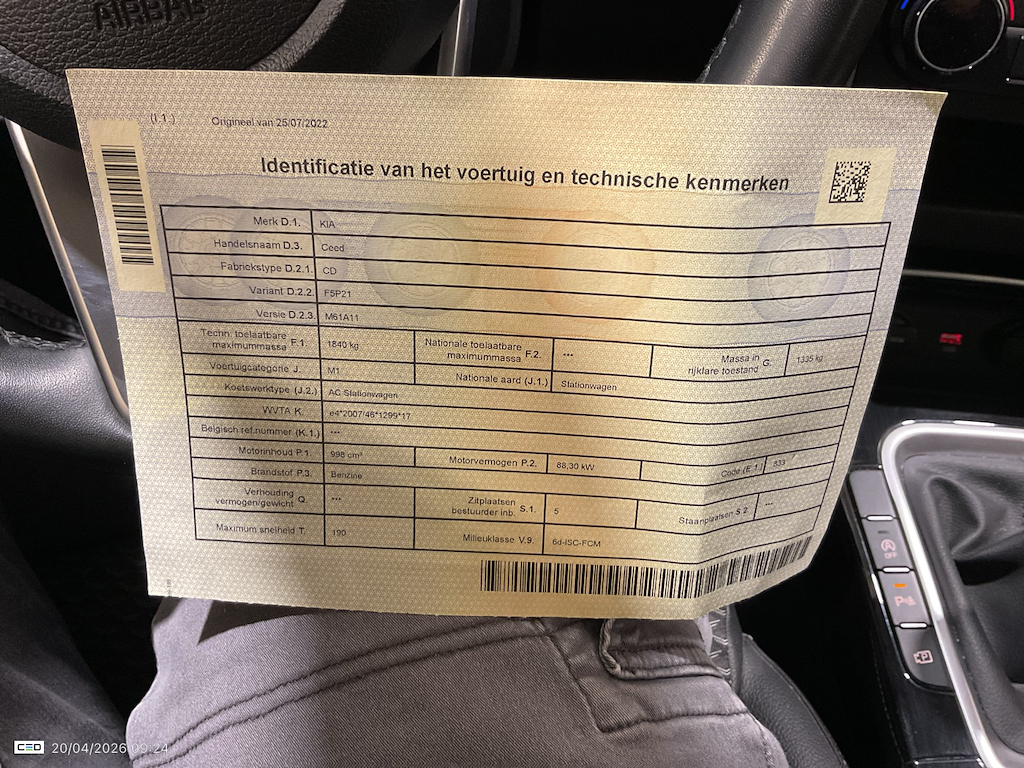 AIRBAG
(I.1.) Origineel van 25/07/2022
Identificatie van het voertuig en technische kenmerken
Merk D.1. KIA
Handelsnaam D.3. Ceed
Fabriekstype D.2.1. CD
Variant D.2.2. F5P21
Versie D.2.3. M61A11
Techn. toelaatbare maximummassa F.1. 1840 kg Nationale toelaatbare maximummassa F.2. *** Massa in rijklare toestand G. 1335 kg
Voertuigcategorie J. M1 Nationale aard (J.1.) Stationwagen
Koetswerktype (J.2.) AC Stationwagen
WVTA K. e4*2007/46*1299*17
Belgisch ref.nummer (K.1.) ***
Motorinhoud P.1. 998 cm³ Motorvermogen P.2. 88,30 kW Code (E.1.) 533
Brandstof P.3. Benzine
Verhouding vermogen/gewicht Q. *** Zitplaatsen bestuurder inb. S.1. 5 Staanplaatsen S.2. ***
Maximum snelheid T. 190 Milieuklasse V.9. 6d-ISC-FCM
OFF
P
CEO 20/04/2026 09:24